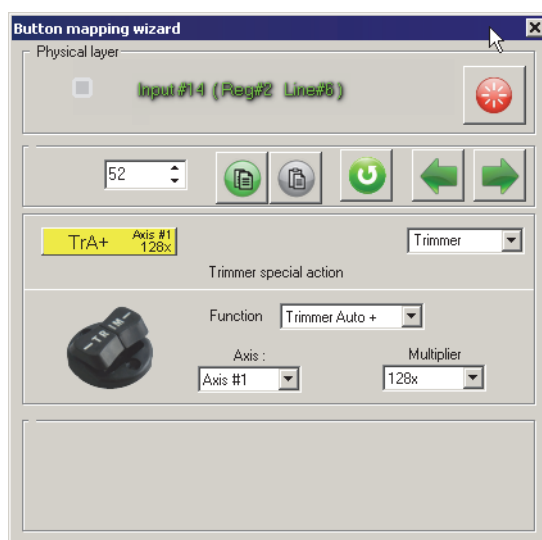 Button mapping wizard
Physical layer
Input#14 (Reg#2 Line#6)
52
TrA+ Axis #1 128x
Trimmer
Trimmer special action
-TRIM-
Function Trimmer Auto +
Axis : Multiplier
Axis #1 128x